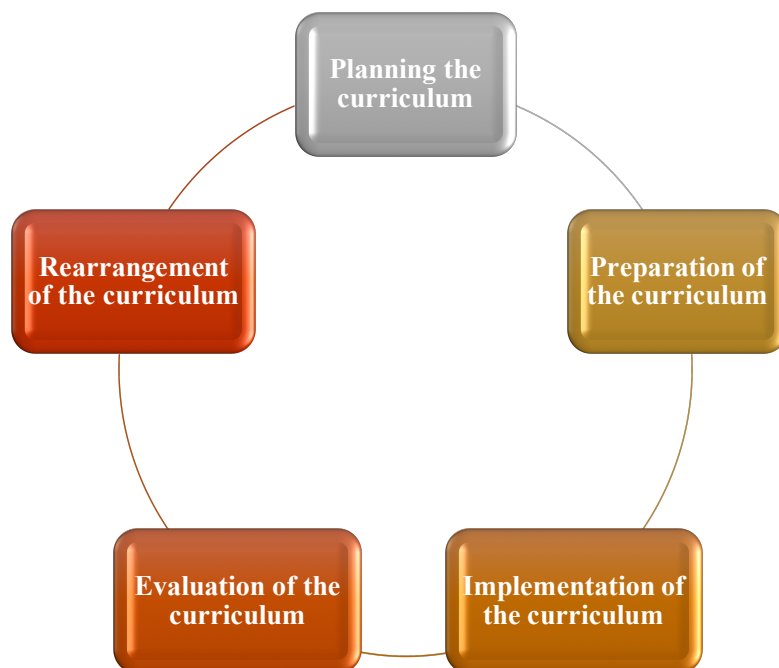 Planning the
curriculum
Preparation of
the curriculum
Implementation of
the curriculum
Evaluation of the
curriculum
Rearrangement
of the curriculum